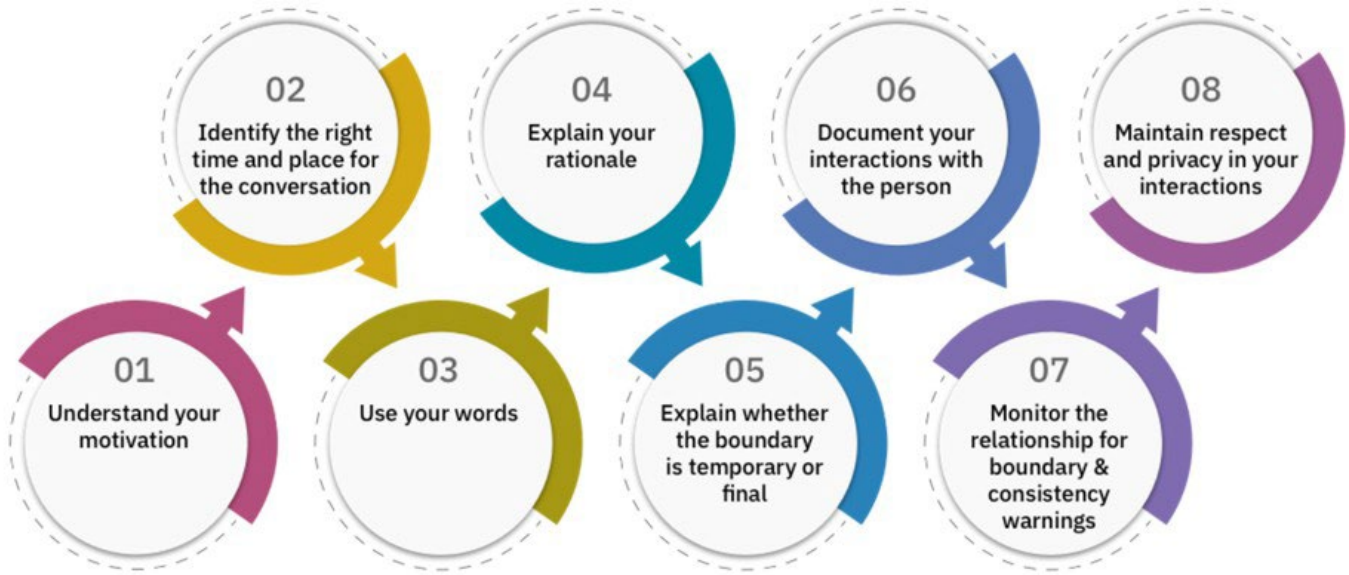 01
Understand your
motivation
02
Identify the right
time and place for
the conversation
03
Use your words
04
Explain your
rationale
05
Explain whether
the boundary
is temporary or
final
06
Document your
interactions with
the person
07
Monitor the
relationship for
boundary &
consistency
warnings
08
Maintain respect
and privacy in your
interactions